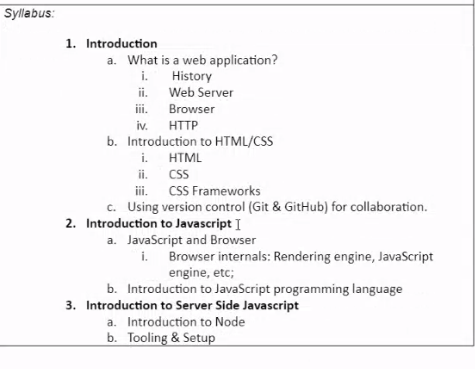 Syllabus:
1. Introduction
a. What is a web application?
i. History
ii. Web Server
iii. Browser
iv. HTTP
b. Introduction to HTML/CSS
i. HTML
ii. CSS
iii. CSS Frameworks
c. Using version control (Git & GitHub) for collaboration.
2. Introduction to Javascript
a. JavaScript and Browser
i. Browser internals: Rendering engine, JavaScript
engine, etc;
b. Introduction to JavaScript programming language
3. Introduction to Server Side Javascript
a. Introduction to Node
b. Tooling & Setup